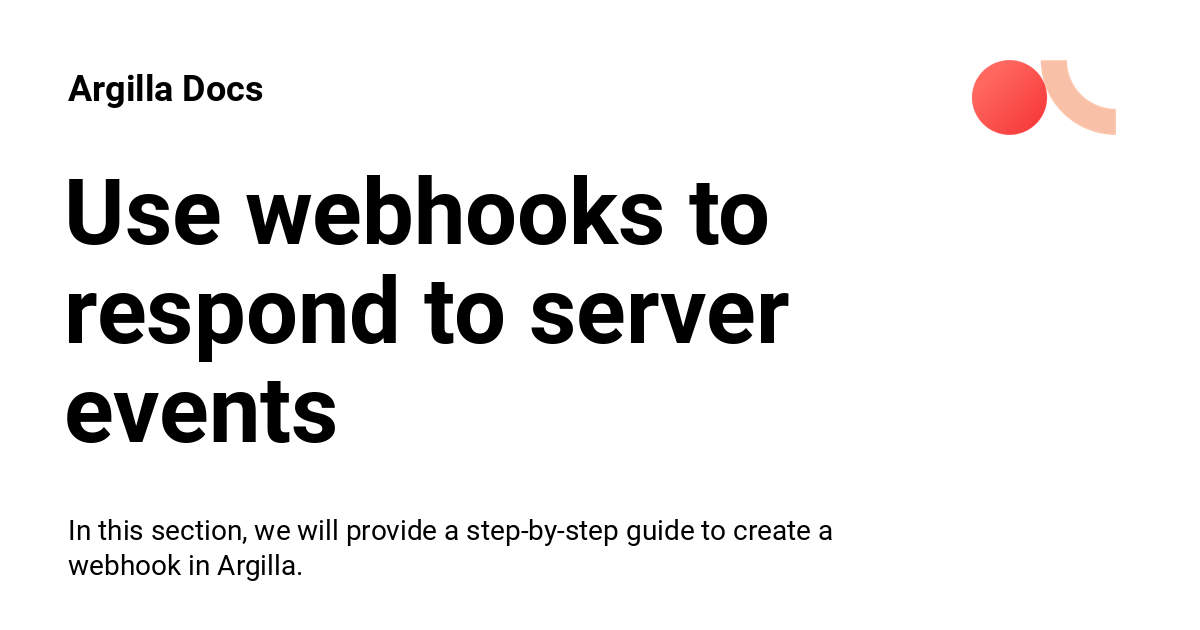 Argilla Docs
Use webhooks to
respond to server
events
In this section, we will provide a step-by-step guide to create a
webhook in Argilla.